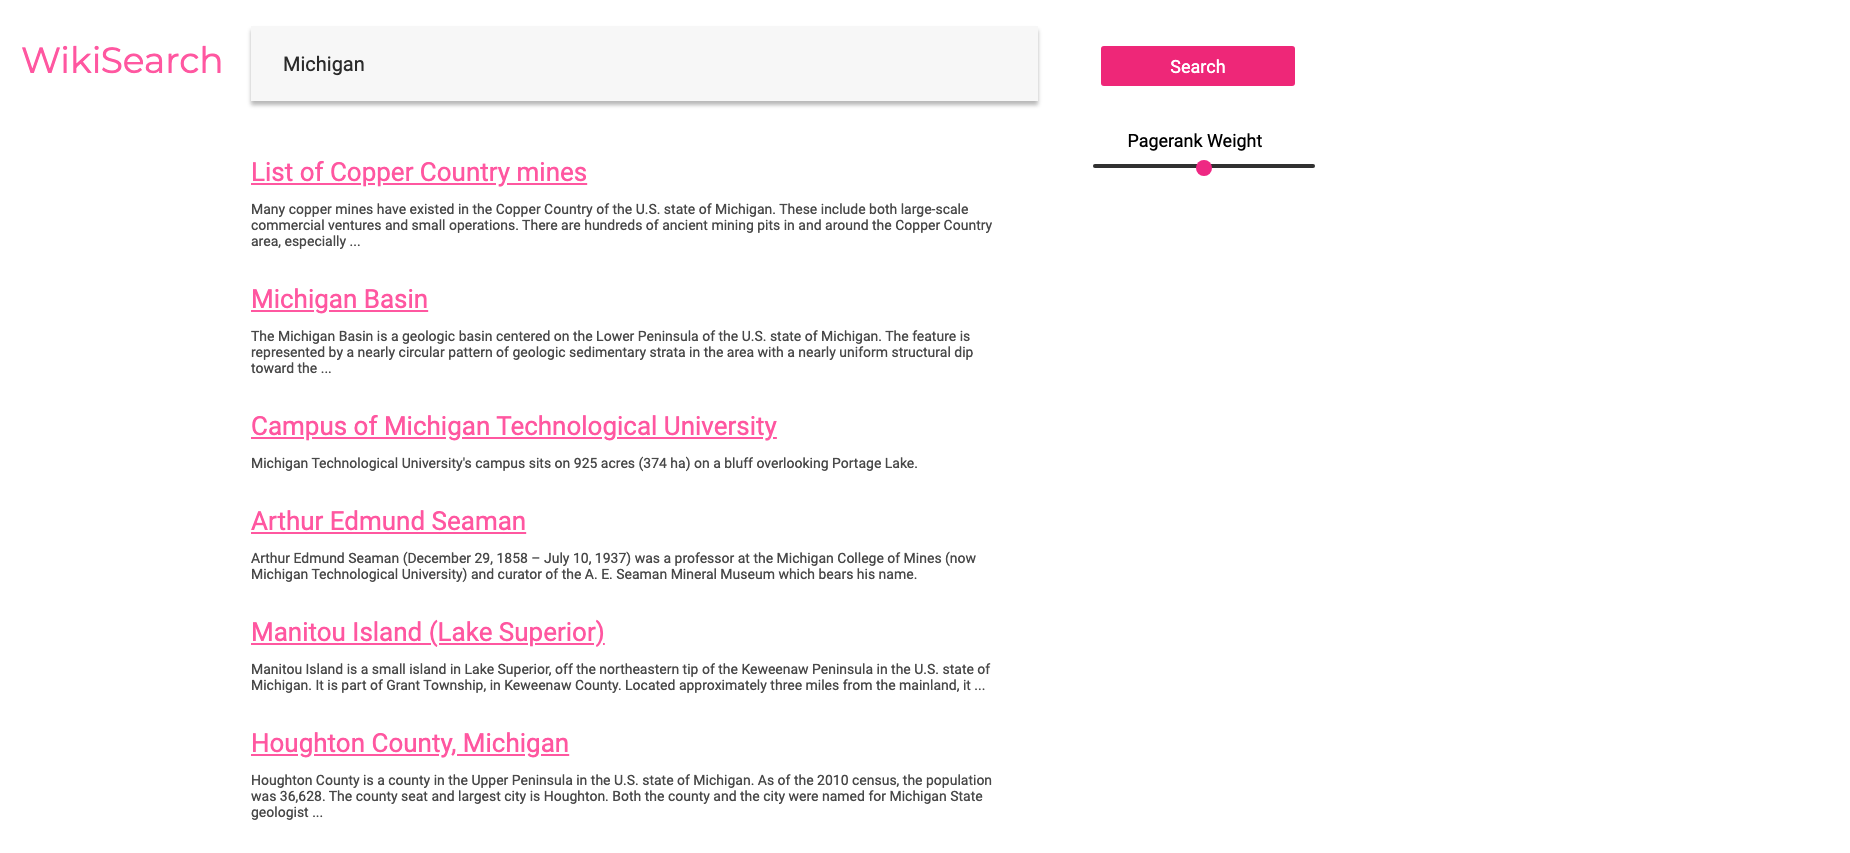 WikiSearch
Michigan
Search
Pagerank Weight
List of Copper Country mines
Many copper mines have existed in the Copper Country of the U.S. state of Michigan. These include both large-scale
commercial ventures and small operations. There are hundreds of ancient mining pits in and around the Copper Country
area, especially ...
Michigan Basin
The Michigan Basin is a geologic basin centered on the Lower Peninsula of the U.S. state of Michigan. The feature is
represented by a nearly circular pattern of geologic sedimentary strata in the area with a nearly uniform structural dip
toward the ...
Campus of Michigan Technological University
Michigan Technological University's campus sits on 925 acres (374 ha) on a bluff overlooking Portage Lake.
Arthur Edmund Seaman
Arthur Edmund Seaman (December 29, 1858 – July 10, 1937) was a professor at the Michigan College of Mines (now
Michigan Technological University) and curator of the A. E. Seaman Mineral Museum which bears his name.
Manitou Island (Lake Superior)
Manitou Island is a small island in Lake Superior, off the northeastern tip of the Keweenaw Peninsula in the U.S. state of
Michigan. It is part of Grant Township, in Keweenaw County. Located approximately three miles from the mainland, it ...
Houghton County, Michigan
Houghton County is a county in the Upper Peninsula in the U.S. state of Michigan. As of the 2010 census, the population
was 36,628. The county seat and largest city is Houghton. Both the county and the city were named for Michigan State
geologist ...